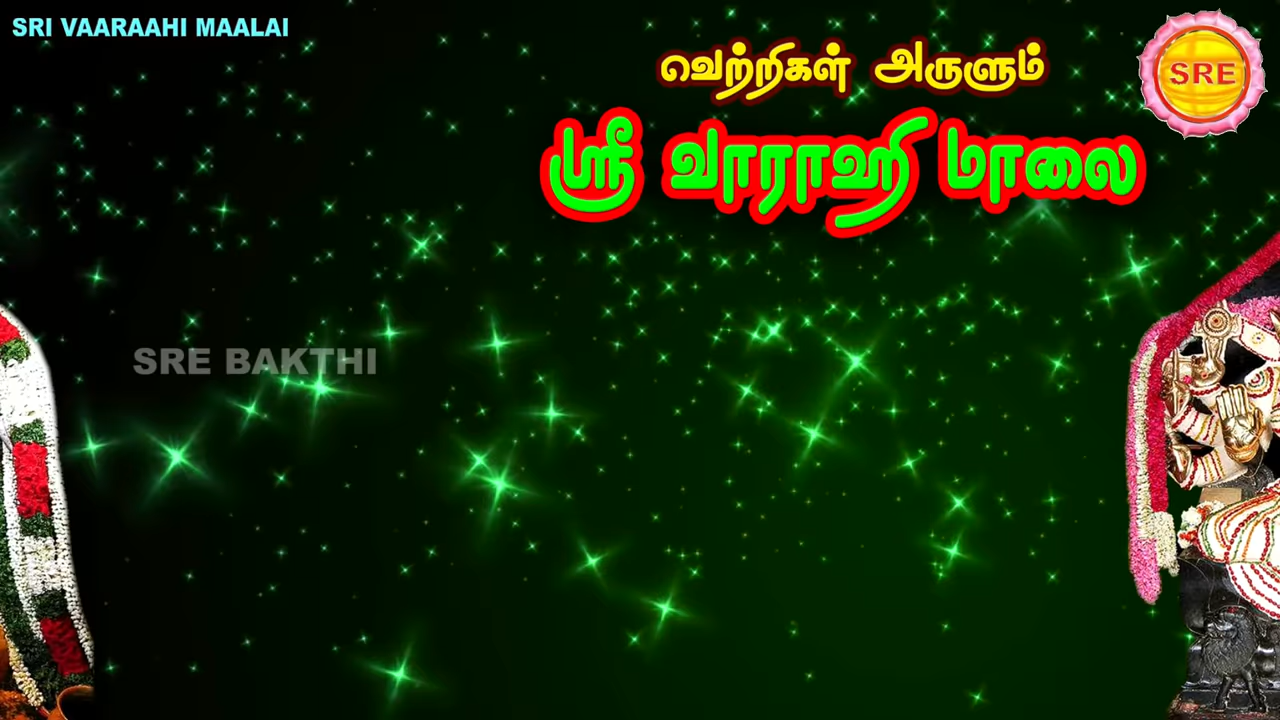 SRI VAARAAHI MAALAI
வெற்றிகள் அருளும்
SRE
ஸ்ரீ வாராஹி மாலை
SRE BAKTHI